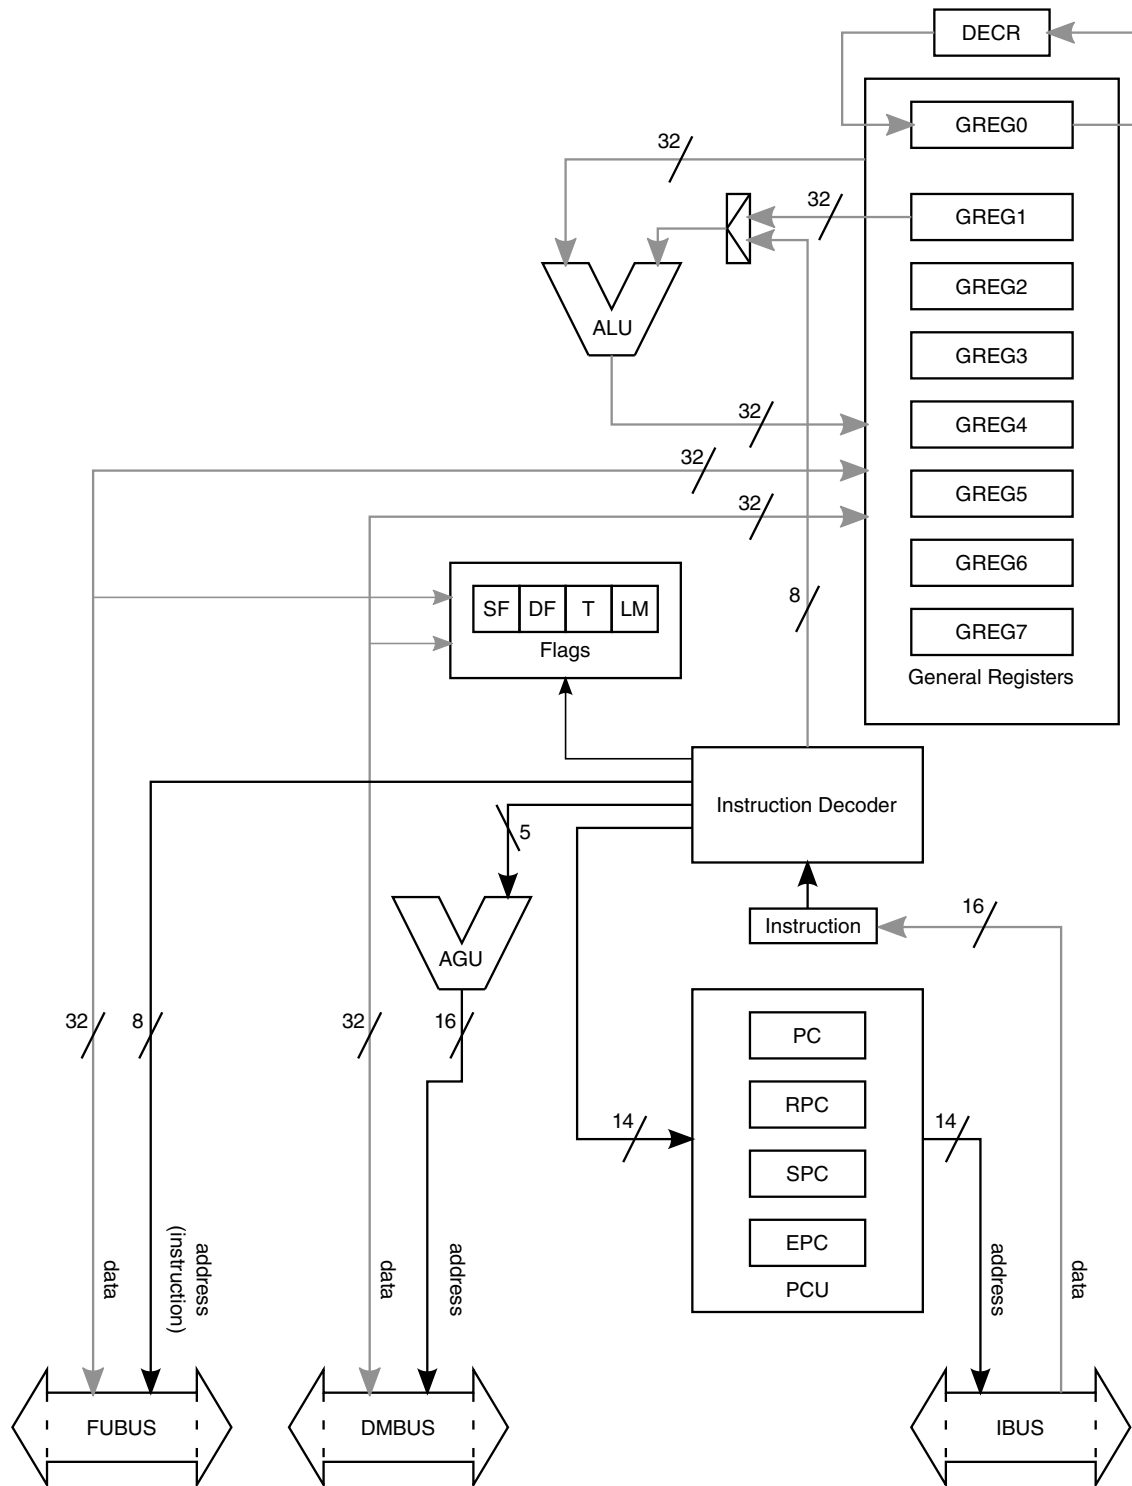 DECR
GREG0
32
32
GREG1
GREG2
ALU
GREG3
32
GREG4
32
GREG5
32
GREG6
8
SF DF T LM
GREG7
Flags
General Registers
Instruction Decoder
5
Instruction
16
AGU
32
8
32
16
PC
RPC
14
14
SPC
EPC
PCU
data
address
(instruction)
data
address
address
data
FUBUS
DMBUS
IBUS